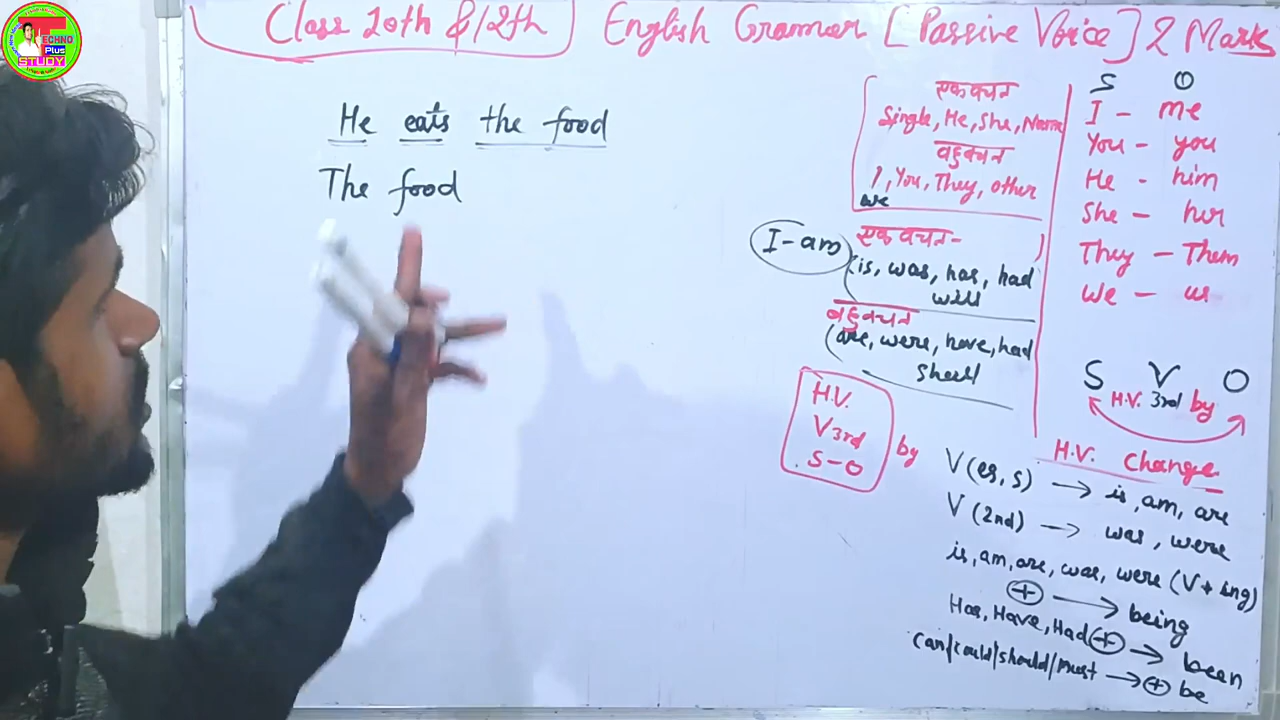 TECHNO
Plus
STUDY
Class 10th & 12th
English Grammar [Passive Voice] 2 Marks
He eats the food
The food
एकवचन
Single, He, She, Name
बहुवचन
I, You, They, other
we
I-am
एकवचन-
(is, was, has, had
will
बहुवचन
(are, were, have, had
shall
H.V.
V 3rd
S-O
by
S O
I - me
You - you
He - him
She - her
They - Them
We - us
S V O
H.V. 3rd by
H.V. Change
V (es, s) → is, am, are
V (2nd) → was, were
is, am, are, was, were (V + ing)
+ → being
Has, Have, Had + → been
can/could/should/must → + be